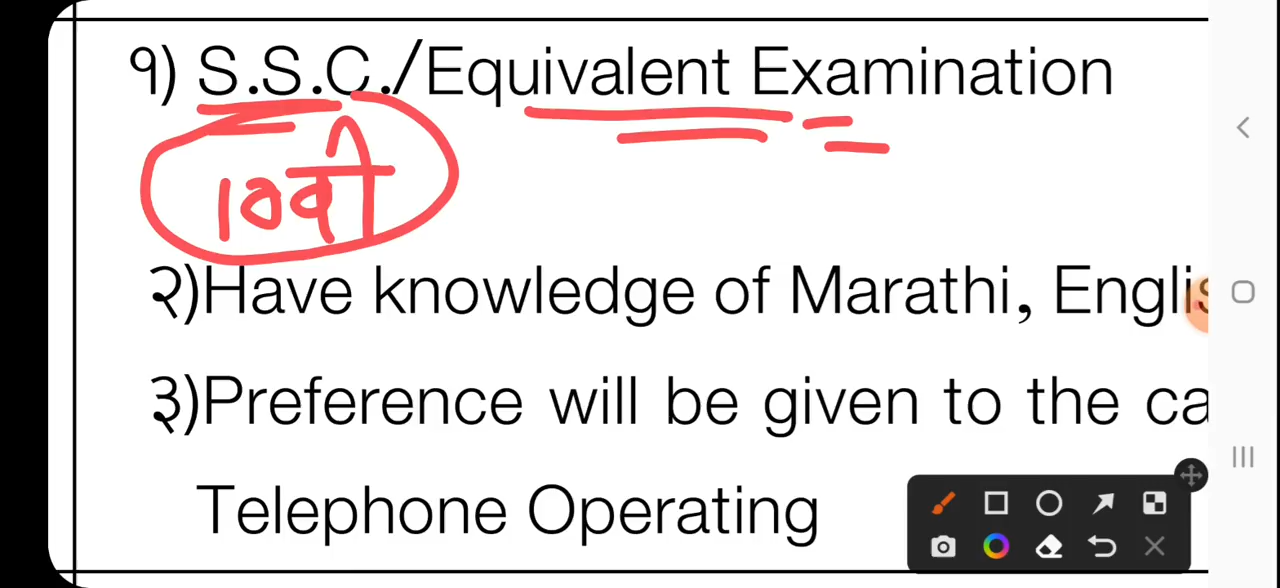 १) S.S.C./Equivalent Examination
10वी
२)Have knowledge of Marathi, Englis
३)Preference will be given to the ca
Telephone Operating